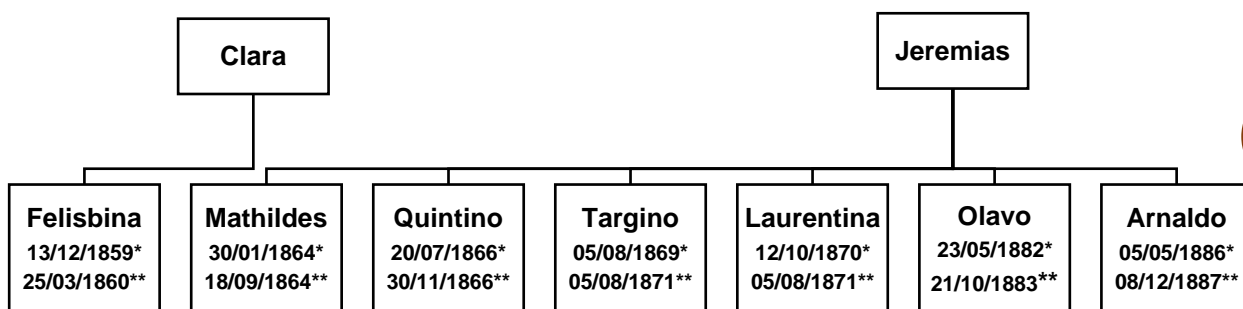 Clara
Jeremias
Felisbina
13/12/1859*
25/03/1860**
Mathildes
30/01/1864*
18/09/1864**
Quintino
20/07/1866*
30/11/1866**
Targino
05/08/1869*
05/08/1871**
Laurentina
12/10/1870*
05/08/1871**
Olavo
23/05/1882*
21/10/1883**
Arnaldo
05/05/1886*
08/12/1887**